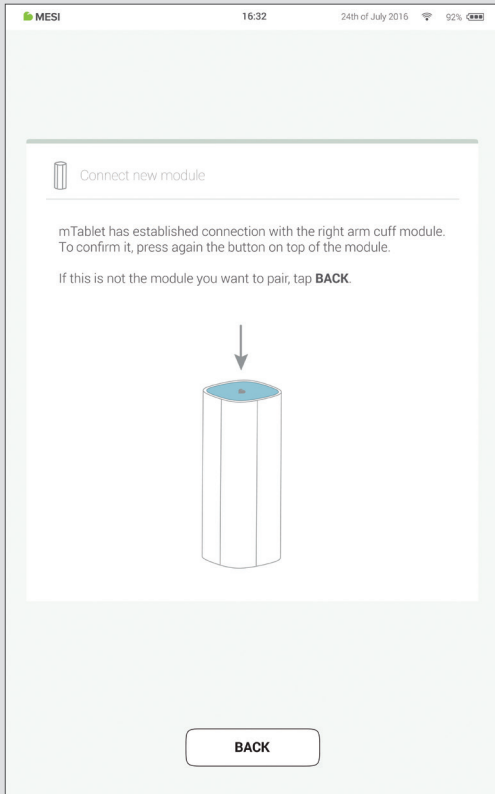 MESI
16:32
24th of July 2016
92%
Connect new module
mTablet has established connection with the right arm cuff module.
To confirm it, press again the button on top of the module.
If this is not the module you want to pair, tap BACK.
BACK